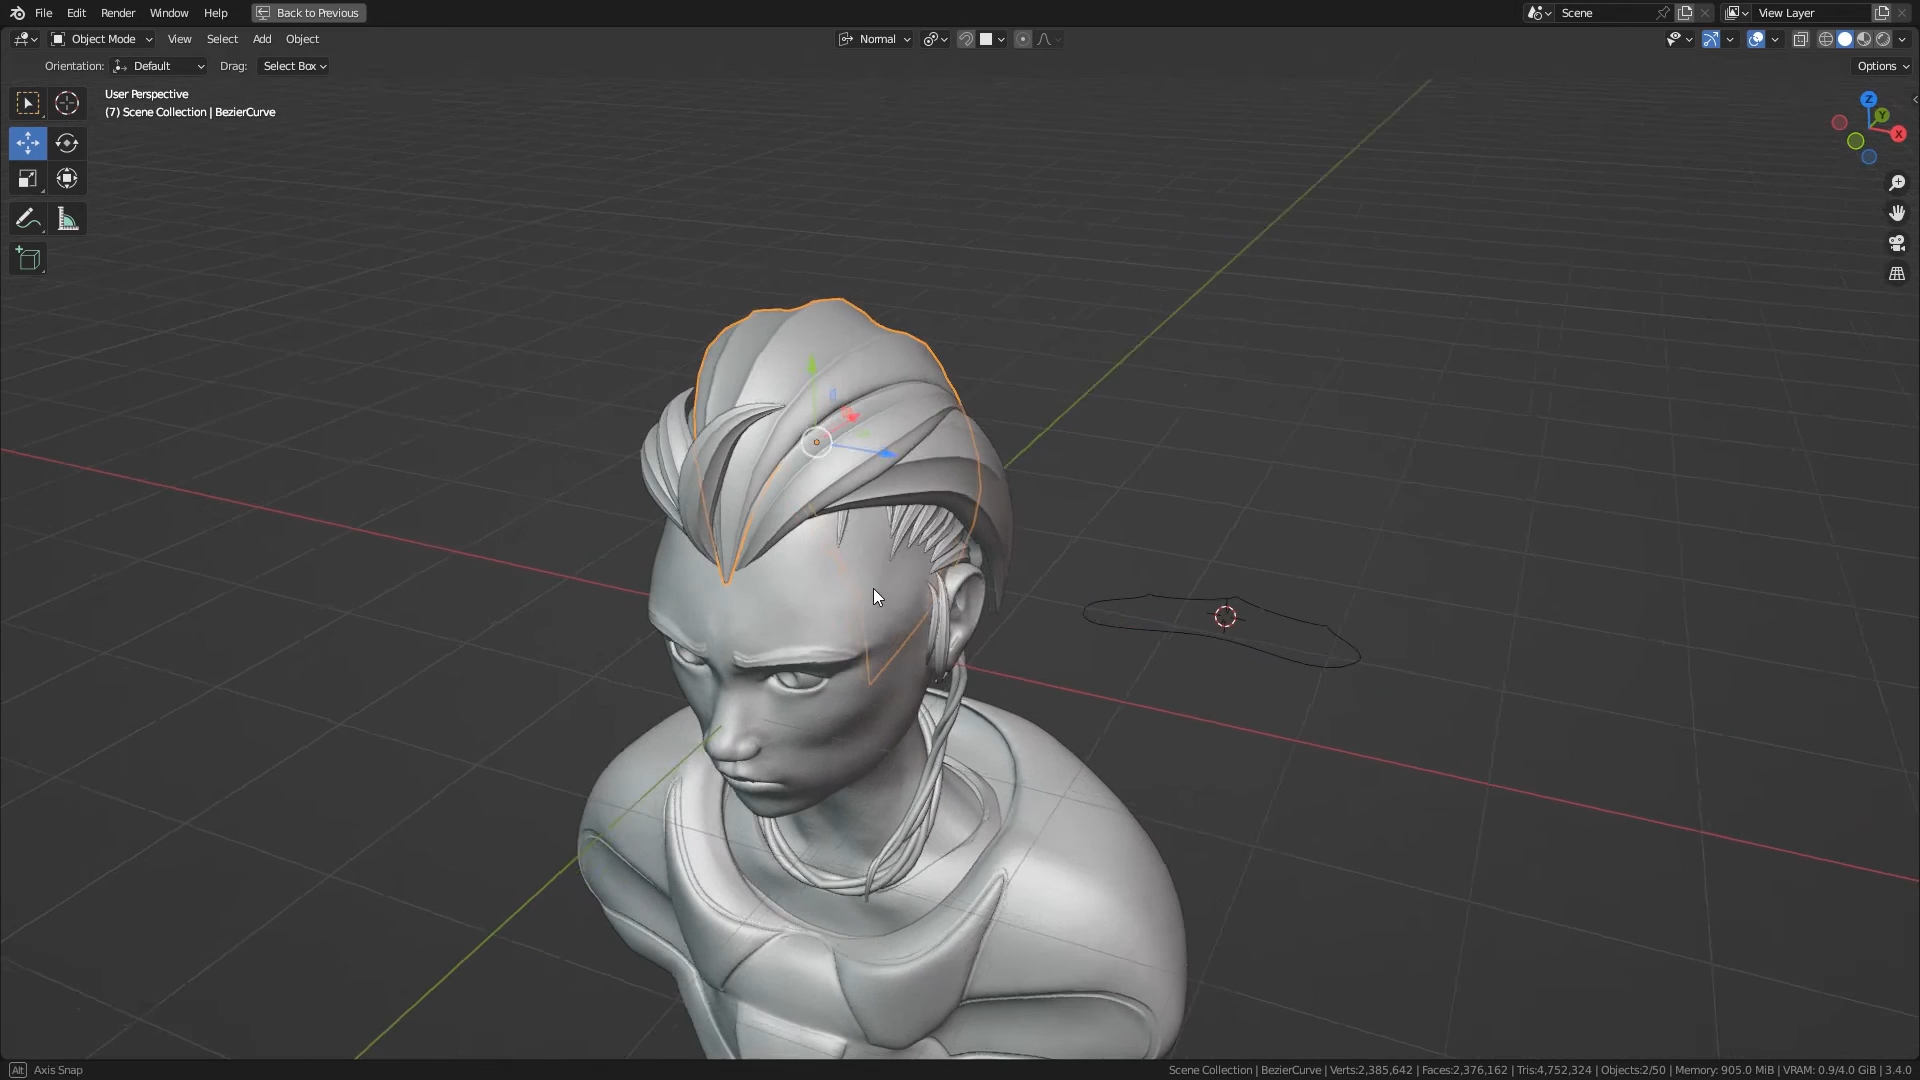 File Edit Render Window Help Back to Previous Scene View Layer
Object Mode View Select Add Object Normal
Orientation: Default Drag: Select Box Options
User Perspective
(7) Scene Collection | BezierCurve
Z
Y
X
Alt Axis Snap Scene Collection | BezierCurve | Verts:2,385,642 | Faces:2,376,162 | Tris:4,752,324 | Objects:2/50 | Memory: 905.0 MiB | VRAM: 0.9/4.0 GiB | 3.4.0